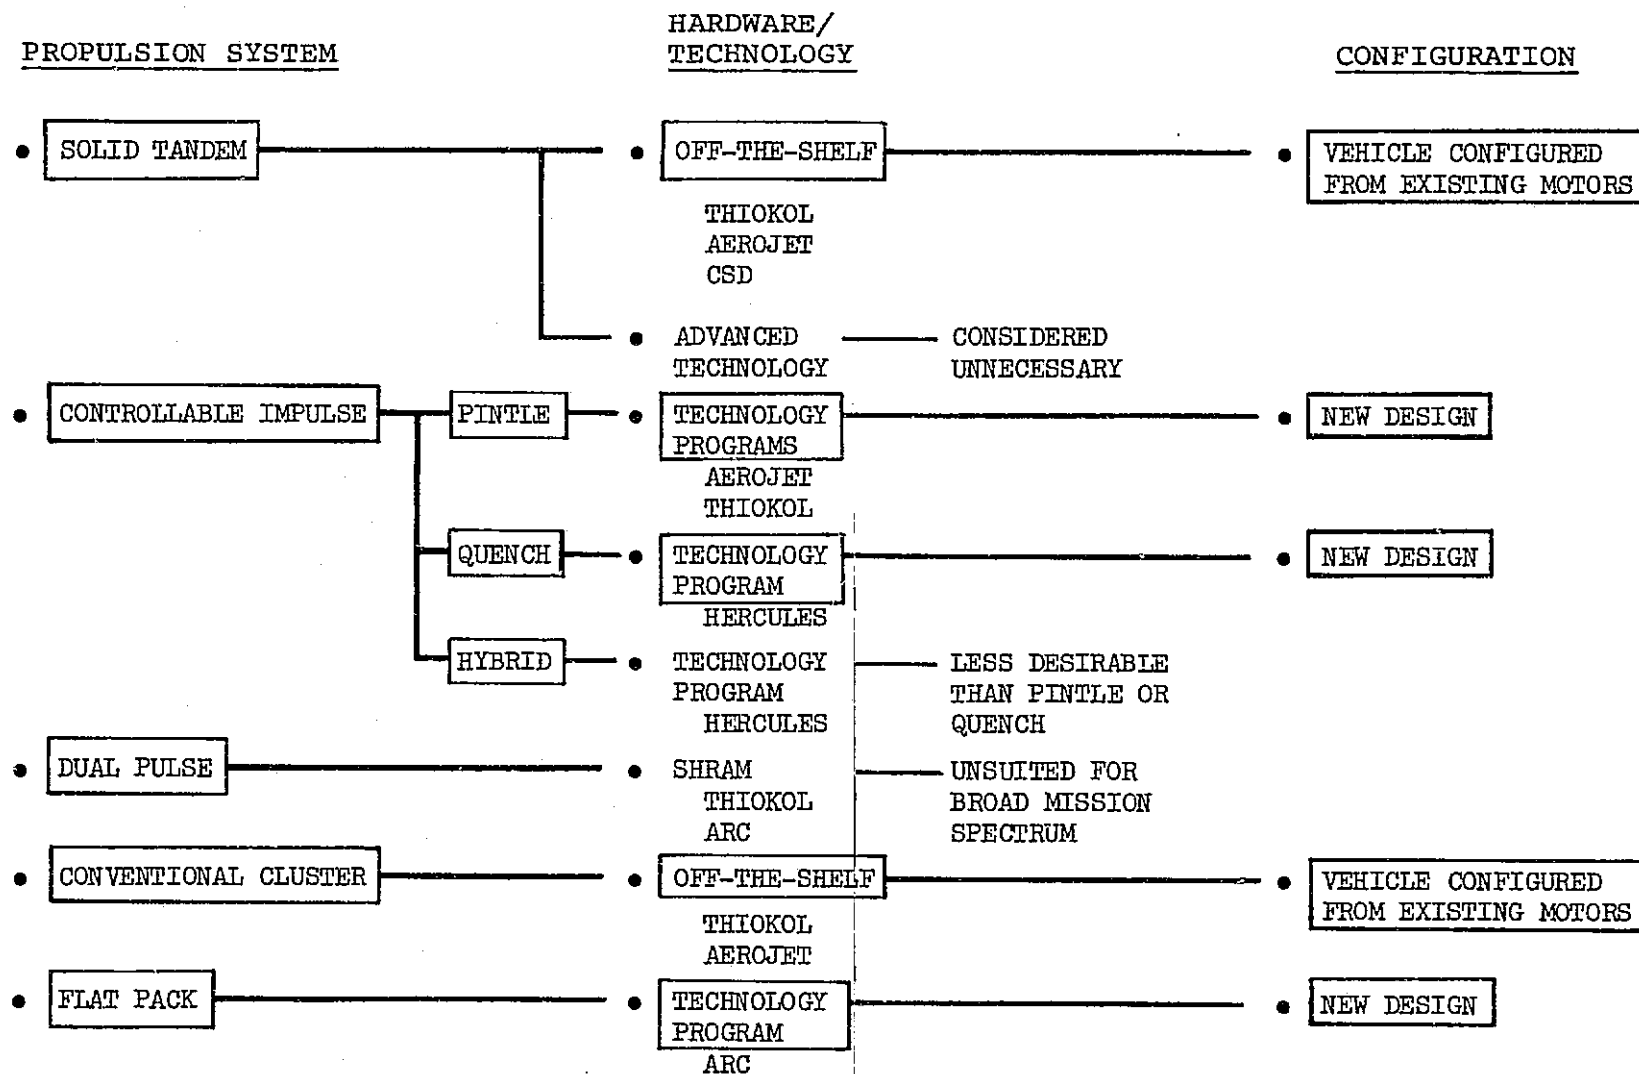 PROPULSION SYSTEM
HARDWARE/
TECHNOLOGY
CONFIGURATION
• SOLID TANDEM
• OFF-THE-SHELF
• VEHICLE CONFIGURED
FROM EXISTING MOTORS
THIOKOL
AEROJET
CSD
• ADVANCED
TECHNOLOGY
CONSIDERED
UNNECESSARY
• CONTROLLABLE IMPULSE
PINTLE
• TECHNOLOGY
PROGRAMS
AEROJET
THIOKOL
• NEW DESIGN
QUENCH
• TECHNOLOGY
PROGRAM
HERCULES
• NEW DESIGN
HYBRID
• TECHNOLOGY
PROGRAM
HERCULES
LESS DESIRABLE
THAN PINTLE OR
QUENCH
• DUAL PULSE
• SHRAM
THIOKOL
ARC
UNSUITED FOR
BROAD MISSION
SPECTRUM
• CONVENTIONAL CLUSTER
• OFF-THE-SHELF
THIOKOL
AEROJET
• VEHICLE CONFIGURED
FROM EXISTING MOTORS
• FLAT PACK
• TECHNOLOGY
PROGRAM
ARC
• NEW DESIGN